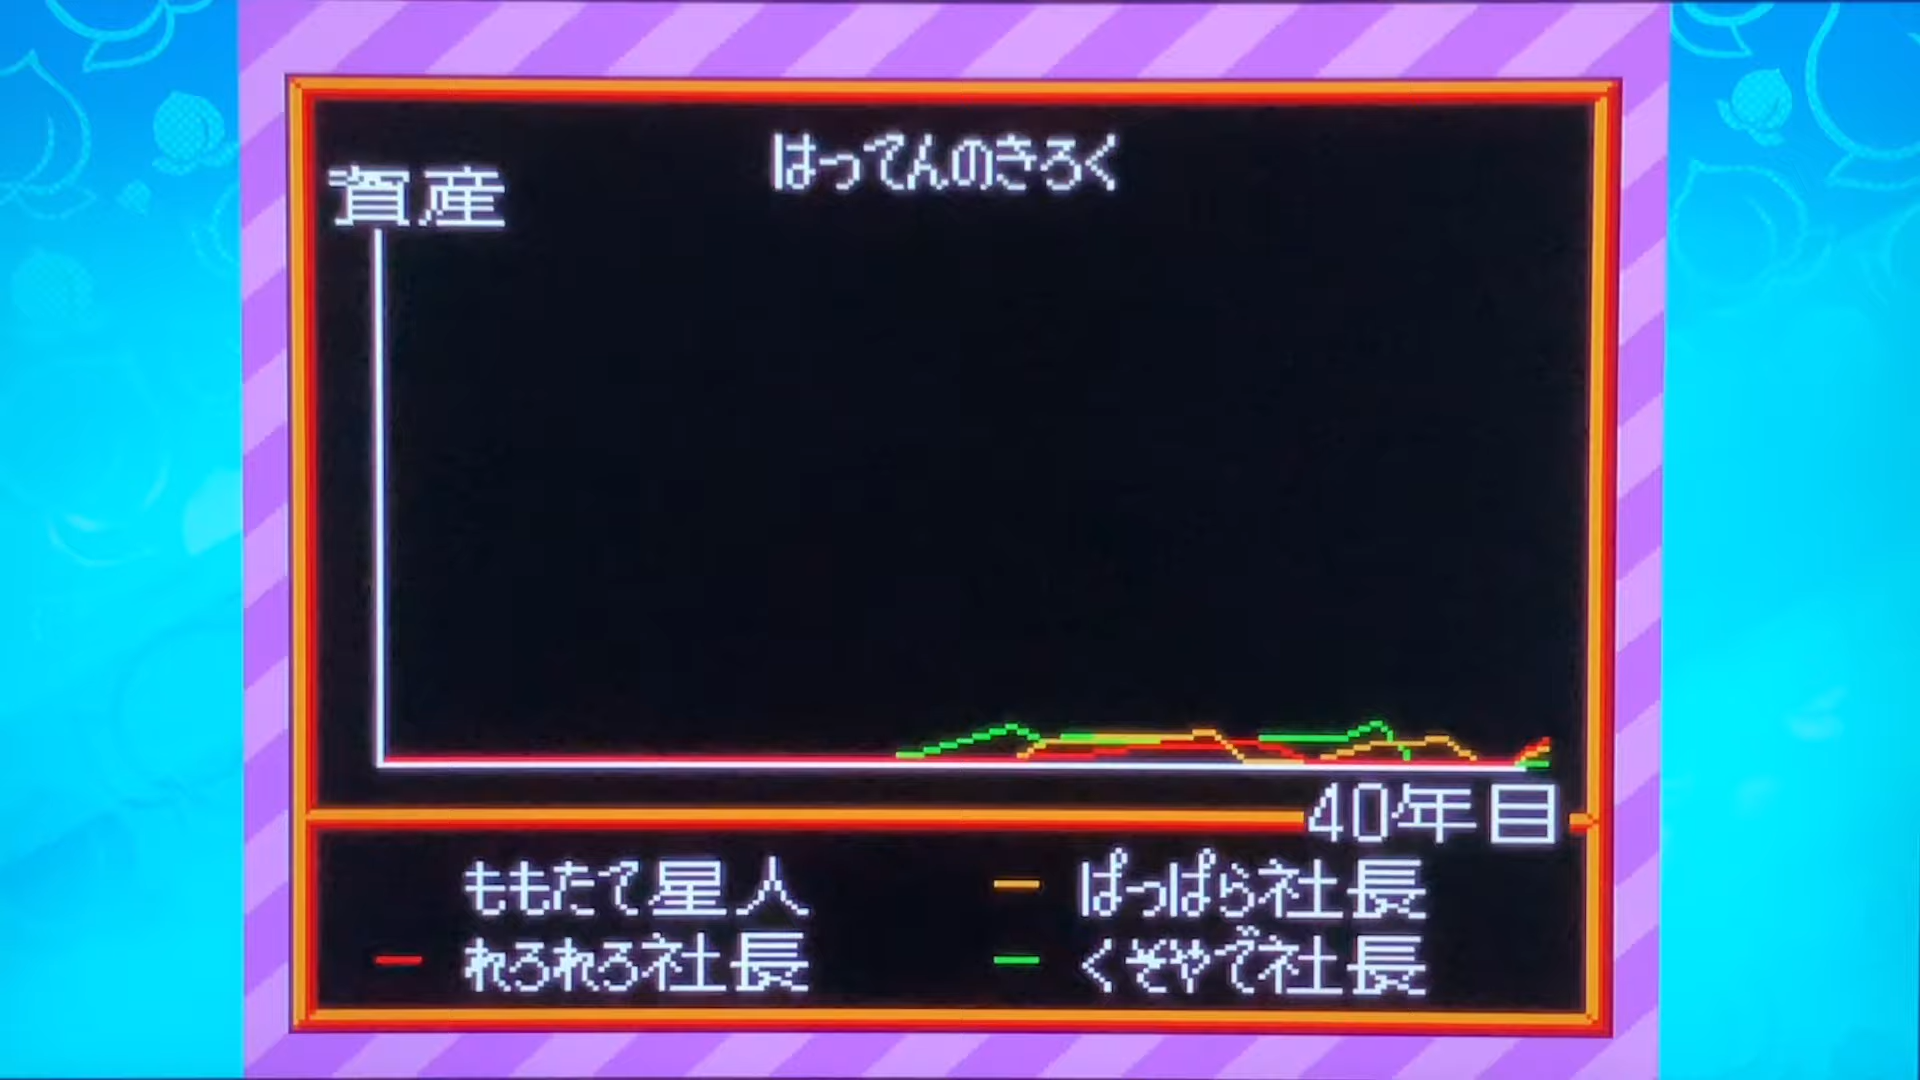 はってんのきろく
資産
40年目
ももたて星人
ぱっぱら社長
れろれろ社長
くそやで社長